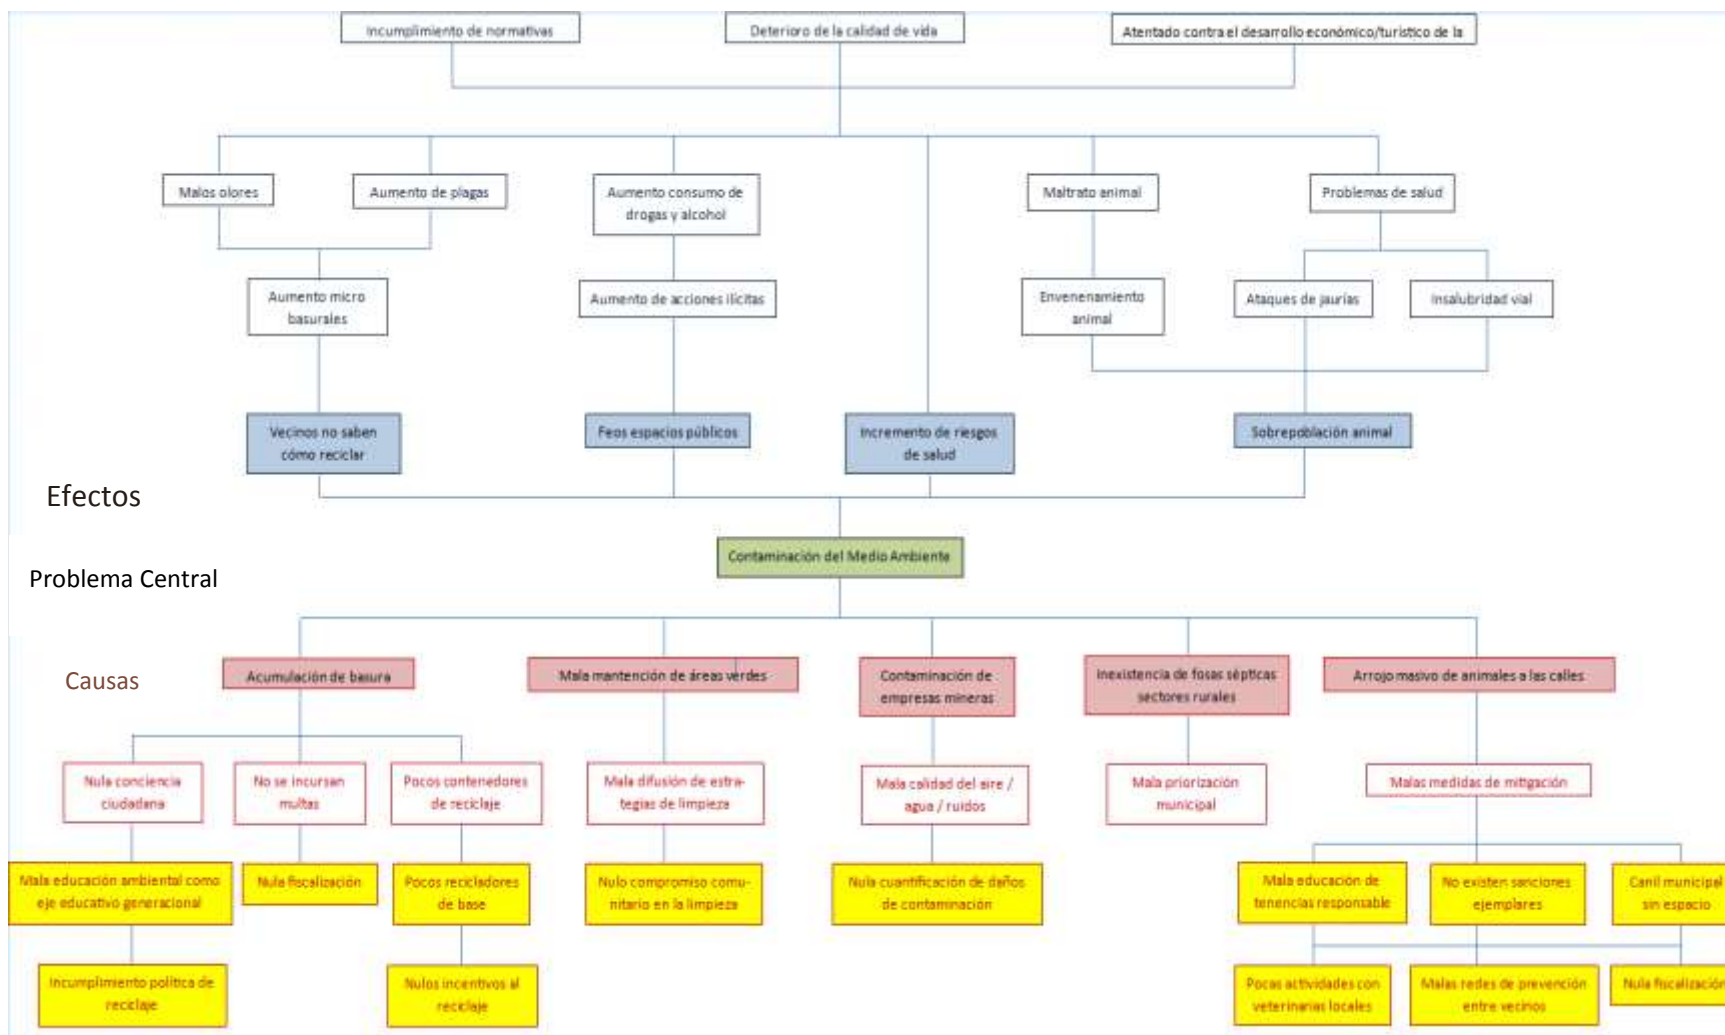 Incumplimiento de normativas
Deterioro de la calidad de vida
Atentado contra el desarrollo económico/turístico de la
Malos olores
Aumento de plagas
Aumento consumo de
drogas y alcohol
Maltrato animal
Problemas de salud
Aumento micro
basurales
Aumento de acciones ilícitas
Envenenamiento
animal
Ataques de jaurías
Insalubridad vial
Vecinos no saben
cómo reciclar
Feos espacios públicos
Incremento de riesgos
de salud
Sobrepoblación animal
Efectos
Contaminación del Medio Ambiente
Problema Central
Causas
Acumulación de basura
Mala mantención de áreas verdes
Contaminación de
empresas mineras
Inexistencia de fosas sépticas
sectores rurales
Arrojo masivo de animales a las calles
Nula conciencia
ciudadana
No se incursan
multas
Pocos contenedores
de reciclaje
Mala difusión de estra-
tegias de limpieza
Mala calidad del aire /
agua / ruidos
Mala priorización
municipal
Malas medidas de mitigación
Mala educación ambiental como
eje educativo generacional
Nula fiscalización
Pocos recicladores
de base
Nulo compromiso comu-
nitario en la limpieza
Nula cuantificación de daños
de contaminación
Mala educación de
tenencias responsable
No existen sanciones
ejemplares
Canil municipal
sin espacio
Incumplimiento política de
reciclaje
Nulos incentivos al
reciclaje
Pocas actividades con
veterinarias locales
Malas redes de prevención
entre vecinos
Nula fiscalización